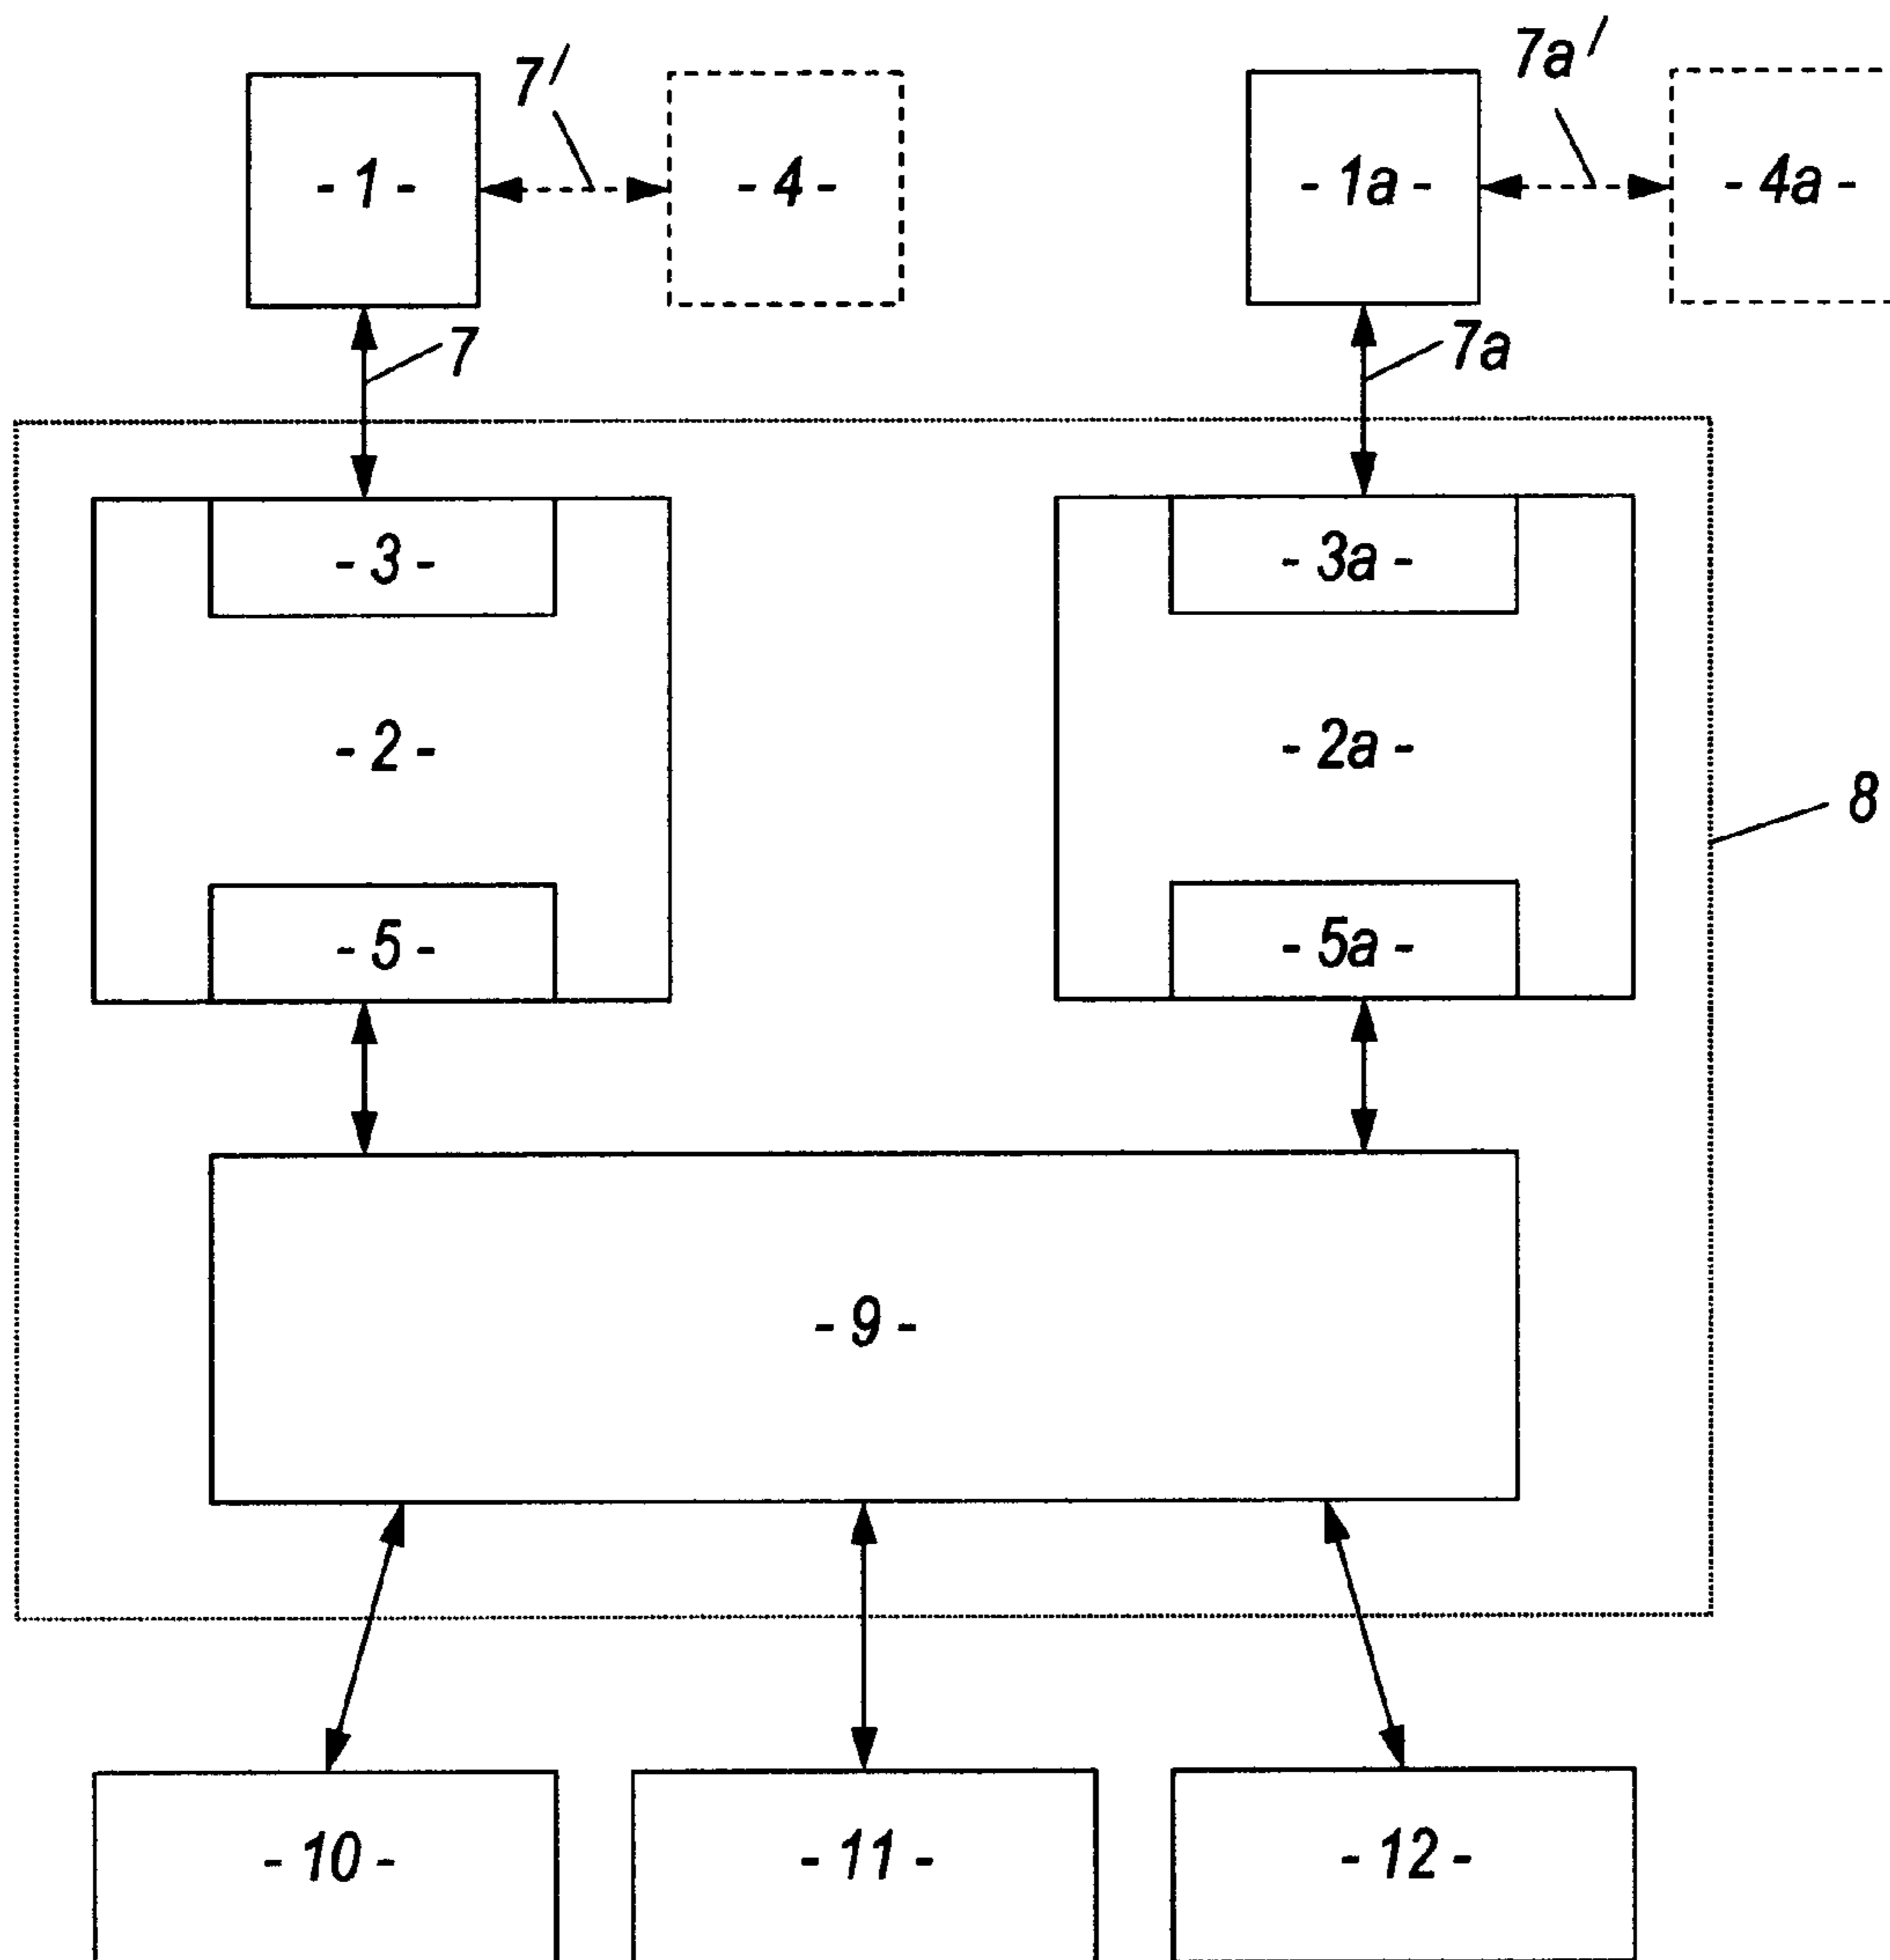 7' 7a'
- 1 - - 4 - - 1a - - 4a -
7 7a
- 3 - - 3a -
- 2 - - 2a -
8
- 5 - - 5a -
- 9 -
- 10 - - 11 - - 12 -